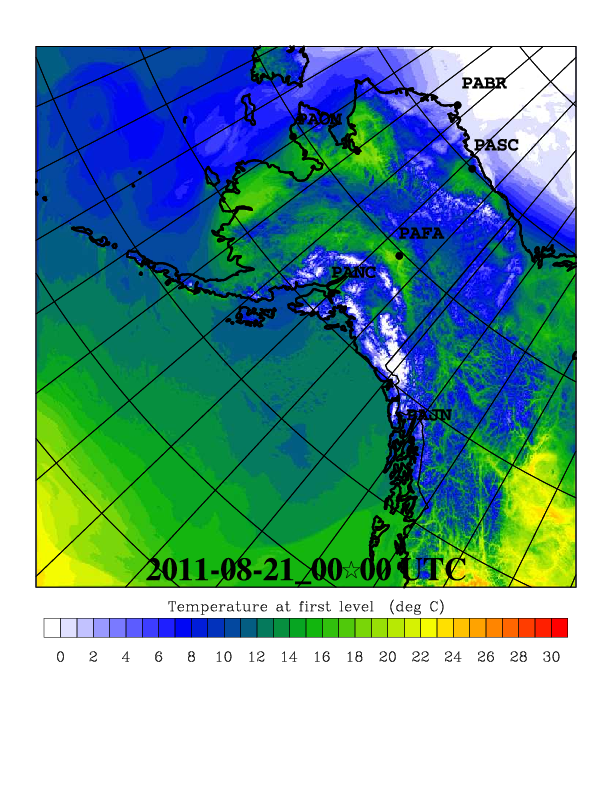 PABR
PAOM
PASC
PAFA
PANC
PAJN
2011-08-21_00☆00 UTC
Temperature at first level (deg C)
0 2 4 6 8 10 12 14 16 18 20 22 24 26 28 30